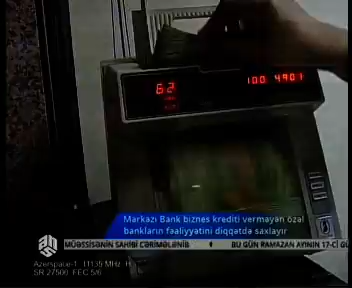 62
100 4901
Mərkəzi Bank biznes krediti verməyən özəl
bankların fəaliyyətini diqqətdə saxlayır
MÜƏSSİSƏNİN SAHİBİ CƏRİMƏLƏNİB
BU GÜN RAMAZAN AYININ 17-Cİ G
Azerspace-1 11135 MHz H
SR 27500 FEC 5/6